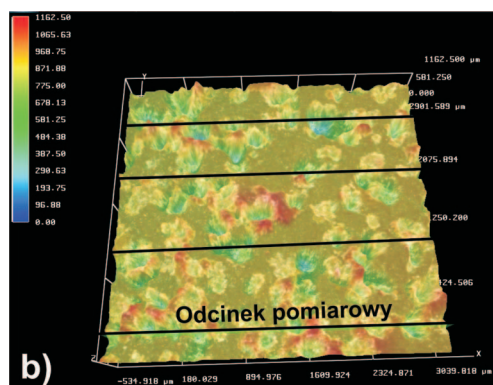 1162.50
1065.63
968.75
871.88
775.00
678.13
581.25
484.38
387.50
290.63
193.75
96.88
0.00
Y
1162.500 µm
581.250
0.000
2901.589 µm
2075.894
250.200
24.506
Odcinek pomiarowy
b)
Z
X
-534.918 µm
180.029
894.976
1609.924
2324.871
3039.818 µm